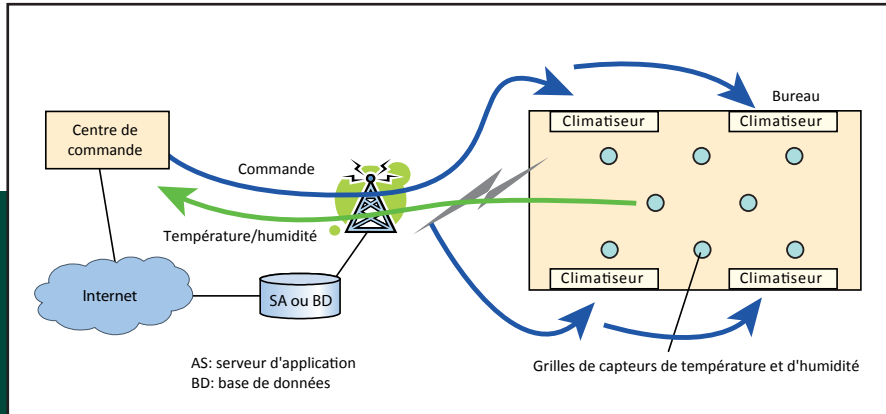 Bureau
Climatiseur
Climatiseur
Centre de
commande
Commande
Température/humidité
Internet
SA ou BD
Climatiseur
Climatiseur
AS: serveur d'application
BD: base de données
Grilles de capteurs de température et d'humidité